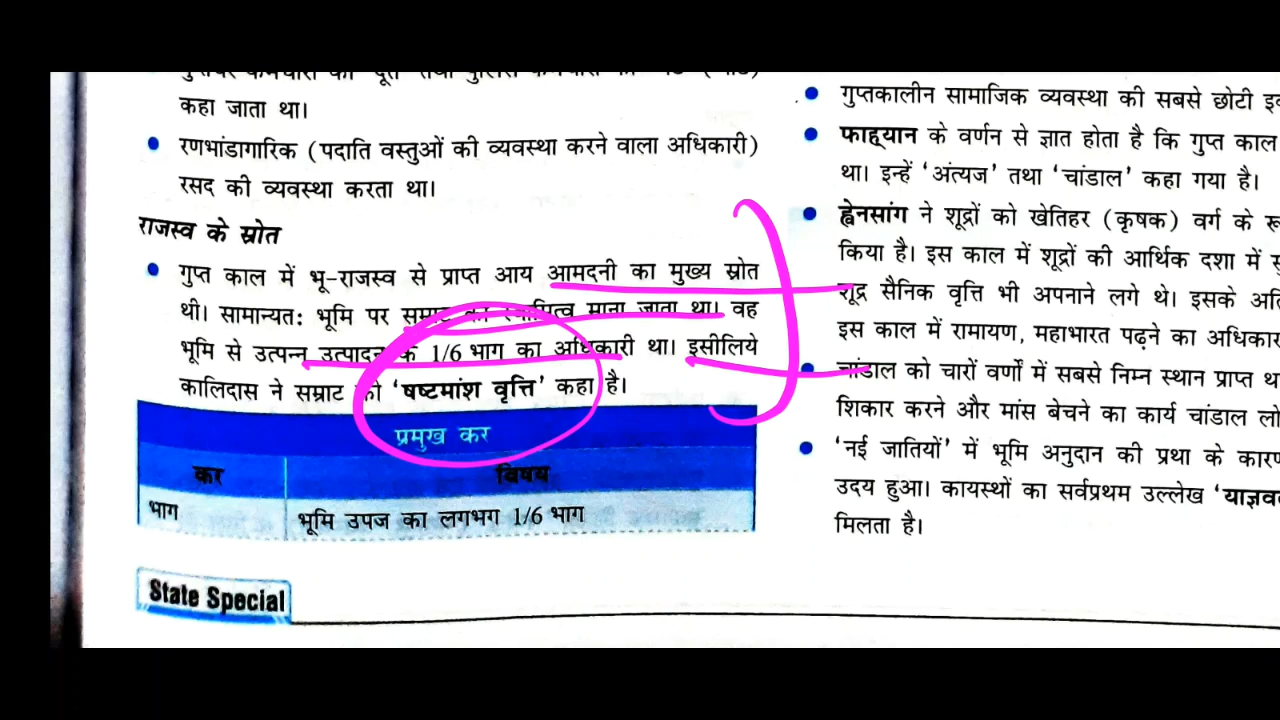 कहा जाता था।
रणभांडागारिक (पदाति वस्तुओं की व्यवस्था करने वाला अधिकारी)
रसद की व्यवस्था करता था।
राजस्व के स्रोत
गुप्त काल में भू-राजस्व से प्राप्त आय आमदनी का मुख्य स्रोत
थी। सामान्यत: भूमि पर सम्राट का स्वामित्व माना जाता था। वह
भूमि से उत्पन्न उत्पादन के 1/6 भाग का अधिकारी था। इसीलिये
कालिदास ने सम्राट को 'षष्टमांश वृत्ति' कहा है।
प्रमुख कर
कर विषय
भाग भूमि उपज का लगभग 1/6 भाग
State Special
गुप्तकालीन सामाजिक व्यवस्था की सबसे छोटी
फाह्यान के वर्णन से ज्ञात होता है कि गुप्त काल
था। इन्हें 'अंत्यज' तथा 'चांडाल' कहा गया है।
ह्वेनसांग ने शूद्रों को खेतिहर (कृषक) वर्ग के
किया है। इस काल में शूद्रों की आर्थिक दशा में
शूद्र सैनिक वृत्ति भी अपनाने लगे थे। इसके
इस काल में रामायण, महाभारत पढ़ने का
चांडाल को चारों वर्णों में सबसे निम्न स्थान प्राप्त
शिकार करने और मांस बेचने का कार्य चांडाल
'नई जातियों' में भूमि अनुदान की प्रथा के
उदय हुआ। कायस्थों का सर्वप्रथम उल्लेख
मिलता है।